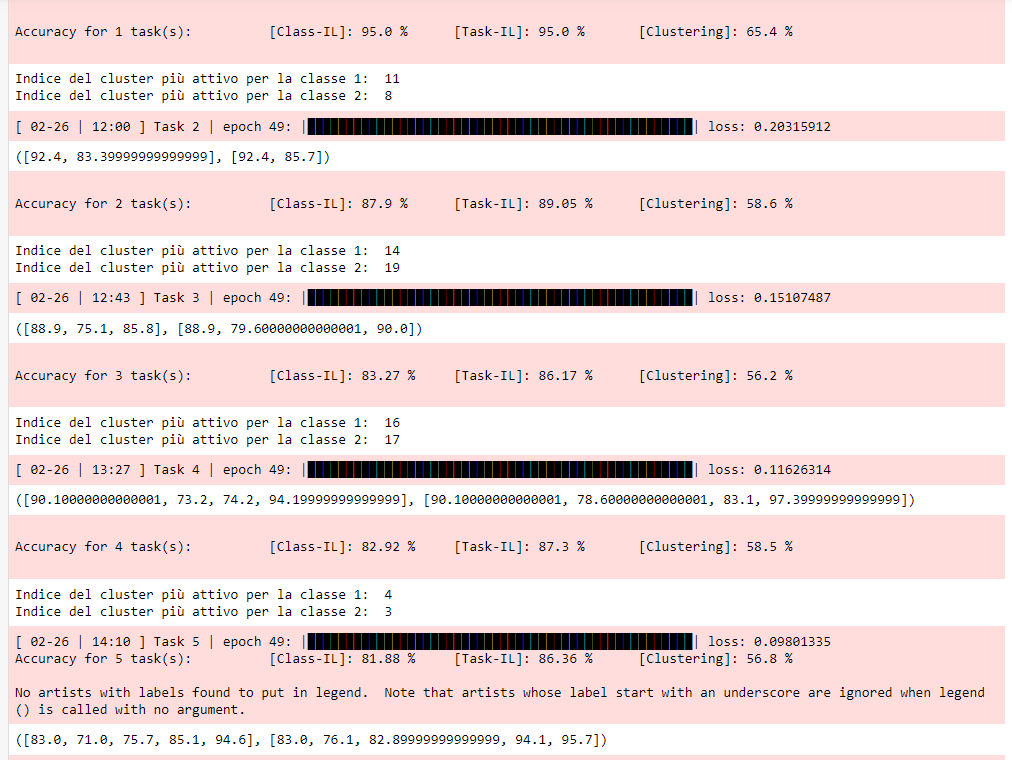 Accuracy for 1 task(s): [Class-IL]: 95.0 % [Task-IL]: 95.0 % [Clustering]: 65.4 %
Indice del cluster più attivo per la classe 1: 11
Indice del cluster più attivo per la classe 2: 8
[ 02-26 | 12:00 ] Task 2 | epoch 49: |████████████████████████████████████████████████| loss: 0.20315912
([92.4, 83.39999999999999], [92.4, 85.7])
Accuracy for 2 task(s): [Class-IL]: 87.9 % [Task-IL]: 89.05 % [Clustering]: 58.6 %
Indice del cluster più attivo per la classe 1: 14
Indice del cluster più attivo per la classe 2: 19
[ 02-26 | 12:43 ] Task 3 | epoch 49: |████████████████████████████████████████████████| loss: 0.15107487
([88.9, 75.1, 85.8], [88.9, 79.60000000000001, 90.0])
Accuracy for 3 task(s): [Class-IL]: 83.27 % [Task-IL]: 86.17 % [Clustering]: 56.2 %
Indice del cluster più attivo per la classe 1: 16
Indice del cluster più attivo per la classe 2: 17
[ 02-26 | 13:27 ] Task 4 | epoch 49: |████████████████████████████████████████████████| loss: 0.11626314
([90.10000000000001, 73.2, 74.2, 94.19999999999999], [90.10000000000001, 78.60000000000001, 83.1, 97.39999999999999])
Accuracy for 4 task(s): [Class-IL]: 82.92 % [Task-IL]: 87.3 % [Clustering]: 58.5 %
Indice del cluster più attivo per la classe 1: 4
Indice del cluster più attivo per la classe 2: 3
[ 02-26 | 14:10 ] Task 5 | epoch 49: |████████████████████████████████████████████████| loss: 0.09801335
Accuracy for 5 task(s): [Class-IL]: 81.88 % [Task-IL]: 86.36 % [Clustering]: 56.8 %
No artists with labels found to put in legend.  Note that artists whose label start with an underscore are ignored when legend
() is called with no argument.
([83.0, 71.0, 75.7, 85.1, 94.6], [83.0, 76.1, 82.89999999999999, 94.1, 95.7])